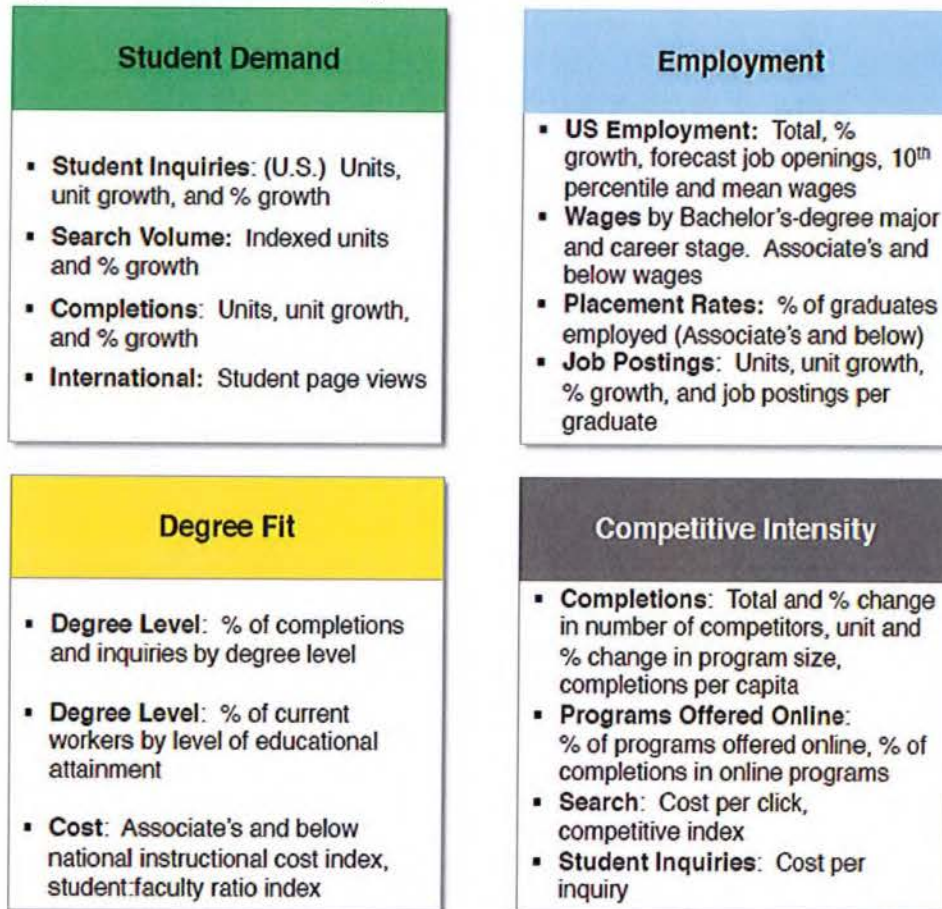 Student Demand
▪ Student Inquiries: (U.S.) Units,
unit growth, and % growth
▪ Search Volume: Indexed units
and % growth
▪ Completions: Units, unit growth,
and % growth
▪ International: Student page views
Employment
▪ US Employment: Total, %
growth, forecast job openings, 10th
percentile and mean wages
▪ Wages by Bachelor's-degree major
and career stage. Associate's and
below wages
▪ Placement Rates: % of graduates
employed (Associate's and below)
▪ Job Postings: Units, unit growth,
% growth, and job postings per
graduate
Degree Fit
▪ Degree Level: % of completions
and inquiries by degree level
▪ Degree Level: % of current
workers by level of educational
attainment
▪ Cost: Associate's and below
national instructional cost index,
student:faculty ratio index
Competitive Intensity
▪ Completions: Total and % change
in number of competitors, unit and
% change in program size,
completions per capita
▪ Programs Offered Online:
% of programs offered online, % of
completions in online programs
▪ Search: Cost per click,
competitive index
▪ Student Inquiries: Cost per
inquiry